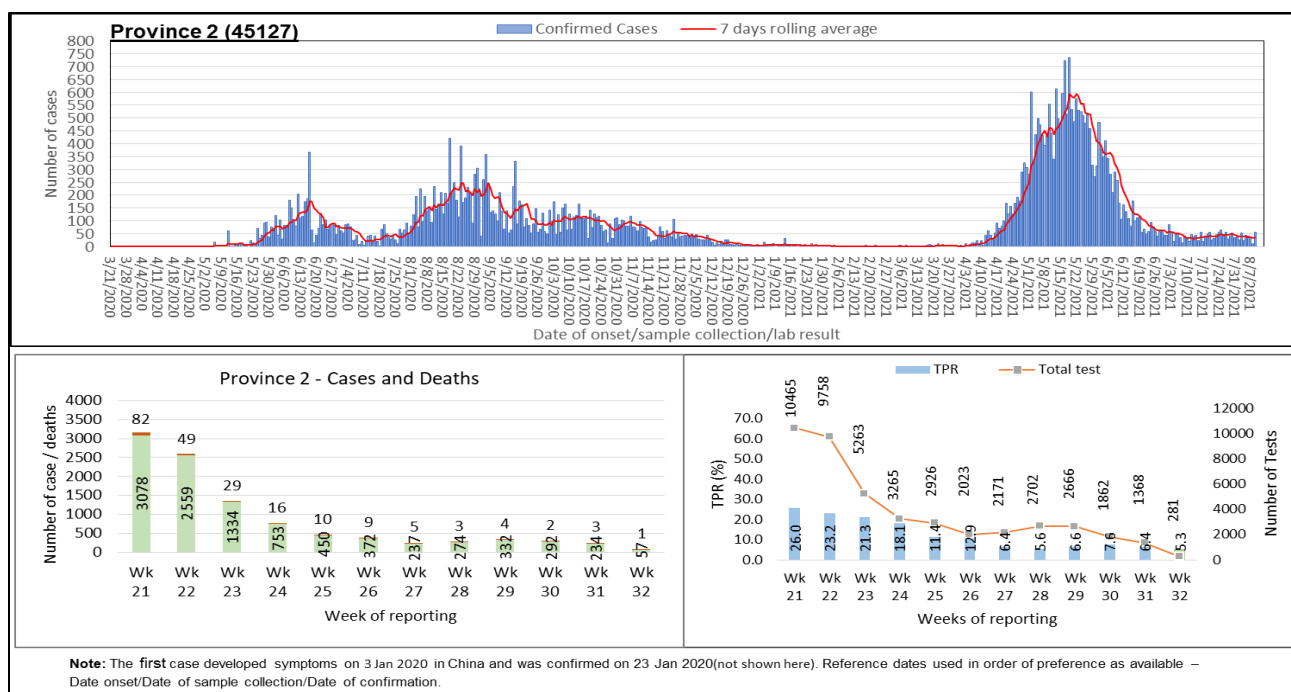 Province 2 (45127)
Confirmed Cases 7 days rolling average
800
750
700
650
600
550
500
450
400
350
300
250
200
150
100
50
0
Number of cases
3/21/2020 3/28/2020 4/4/2020 4/11/2020 4/18/2020 4/25/2020 5/2/2020 5/9/2020 5/16/2020 5/23/2020 5/30/2020 6/6/2020 6/13/2020 6/20/2020 6/27/2020 7/4/2020 7/11/2020 7/18/2020 7/25/2020 8/1/2020 8/8/2020 8/15/2020 8/22/2020 8/29/2020 9/5/2020 9/12/2020 9/19/2020 9/26/2020 10/3/2020 10/10/2020 10/17/2020 10/24/2020 10/31/2020 11/7/2020 11/14/2020 11/21/2020 11/28/2020 12/5/2020 12/12/2020 12/19/2020 12/26/2020 1/2/2021 1/9/2021 1/16/2021 1/23/2021 1/30/2021 2/6/2021 2/13/2021 2/20/2021 2/27/2021 3/6/2021 3/13/2021 3/20/2021 3/27/2021 4/3/2021 4/10/2021 4/17/2021 4/24/2021 5/1/2021 5/8/2021 5/15/2021 5/22/2021 5/29/2021 6/5/2021 6/12/2021 6/19/2021 6/26/2021 7/3/2021 7/10/2021 7/17/2021 7/24/2021 7/31/2021 8/7/2021
Date of onset/sample collection/lab result
Province 2 - Cases and Deaths
Number of case / deaths
4000
3500
3000
2500
2000
1500
1000
500
0
82 49 29 16 10 9 5 3 4 2 3 1
3078 2559 1334 753 450 372 237 274 332 292 234 57
Wk 21 Wk 22 Wk 23 Wk 24 Wk 25 Wk 26 Wk 27 Wk 28 Wk 29 Wk 30 Wk 31 Wk 32
Week of reporting
TPR Total test
TPR (%)
70.0
60.0
50.0
40.0
30.0
20.0
10.0
0.0
10465 9758 5263 3265 2926 2023 2171 2702 2666 1862 1368 281
26.0 23.2 21.3 18.1 11.4 12.9 6.4 5.6 6.6 7.6 6.4 5.3
12000
10000
8000
6000
4000
2000
0
Number of Tests
Wk 21 Wk 22 Wk 23 Wk 24 Wk 25 Wk 26 Wk 27 Wk 28 Wk 29 Wk 30 Wk 31 Wk 32
Weeks of reporting
Note: The first case developed symptoms on 3 Jan 2020 in China and was confirmed on 23 Jan 2020(not shown here). Reference dates used in order of preference as available –
Date onset/Date of sample collection/Date of confirmation.